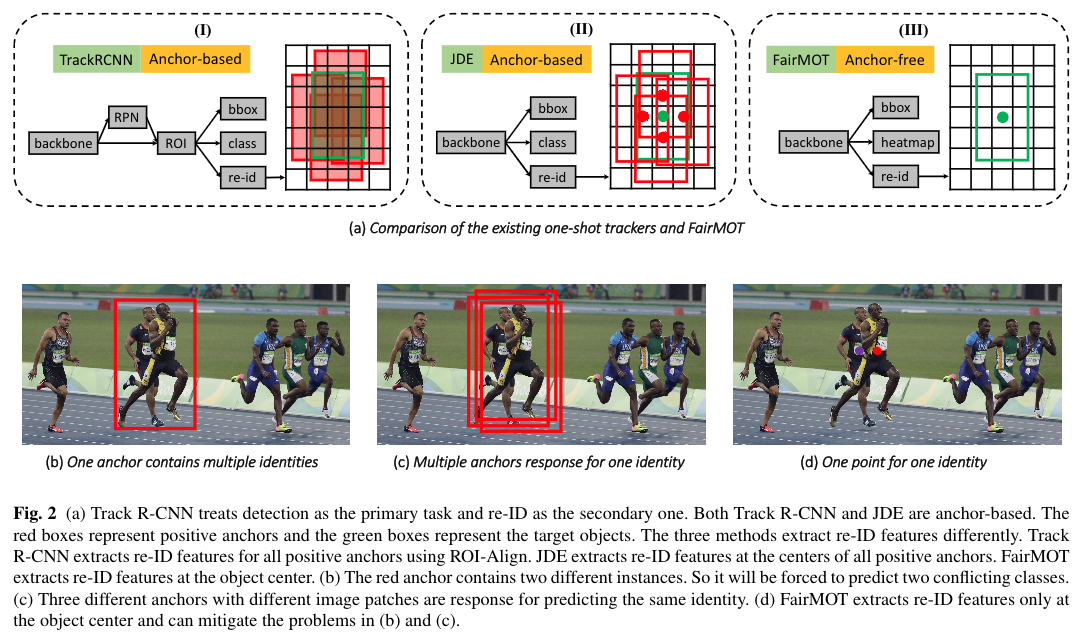 (I)
TrackRCNN Anchor-based
RPN
backbone
ROI
bbox
class
re-id
(II)
JDE Anchor-based
backbone
bbox
class
re-id
(III)
FairMOT Anchor-free
backbone
bbox
heatmap
re-id
(a) Comparison of the existing one-shot trackers and FairMOT
(b) One anchor contains multiple identities
(c) Multiple anchors response for one identity
(d) One point for one identity
Fig. 2 (a) Track R-CNN treats detection as the primary task and re-ID as the secondary one. Both Track R-CNN and JDE are anchor-based. The
red boxes represent positive anchors and the green boxes represent the target objects. The three methods extract re-ID features differently. Track
R-CNN extracts re-ID features for all positive anchors using ROI-Align. JDE extracts re-ID features at the centers of all positive anchors. FairMOT
extracts re-ID features at the object center. (b) The red anchor contains two different instances. So it will be forced to predict two conflicting classes.
(c) Three different anchors with different image patches are response for predicting the same identity. (d) FairMOT extracts re-ID features only at
the object center and can mitigate the problems in (b) and (c).